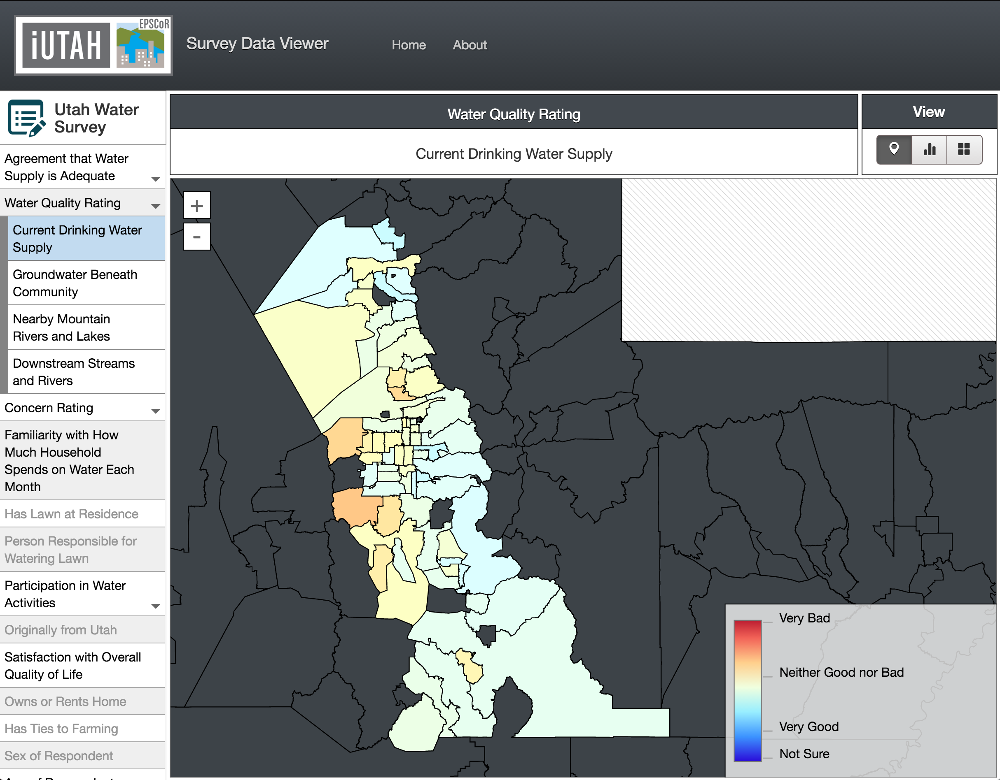 iUTAH
EPSCoR
Survey Data Viewer
Home
About
Utah Water
Survey
Agreement that Water
Supply is Adequate
Water Quality Rating
Current Drinking Water
Supply
Groundwater Beneath
Community
Nearby Mountain
Rivers and Lakes
Downstream Streams
and Rivers
Concern Rating
Familiarity with How
Much Household
Spends on Water Each
Month
Has Lawn at Residence
Person Responsible for
Watering Lawn
Participation in Water
Activities
Originally from Utah
Satisfaction with Overall
Quality of Life
Owns or Rents Home
Has Ties to Farming
Sex of Respondent
Water Quality Rating
Current Drinking Water Supply
View
+
-
Very Bad
Neither Good nor Bad
Very Good
Not Sure